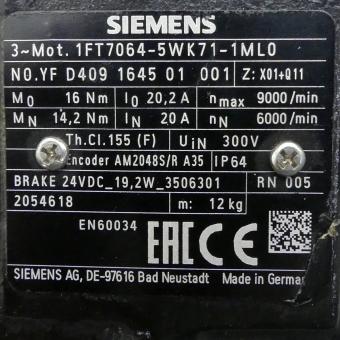 SIEMENS
3~Mot. 1FT7064-5WK71-1ML0
NO.YF D409 1645 01 001 Z: X01+Q11
M0 16 Nm I0 20,2 A nmax 9000 /min
MN 14,2 Nm IN 20 A nN 6000 /min
Th.Cl.155 (F) UIN 300V
Encoder AM2048S/R A35 IP64
BRAKE 24VDC_19,2W_3506301 RN 005
2054618 m: 12 kg
EN60034
EAC CE
SIEMENS AG, DE-97616 Bad Neustadt Made in German